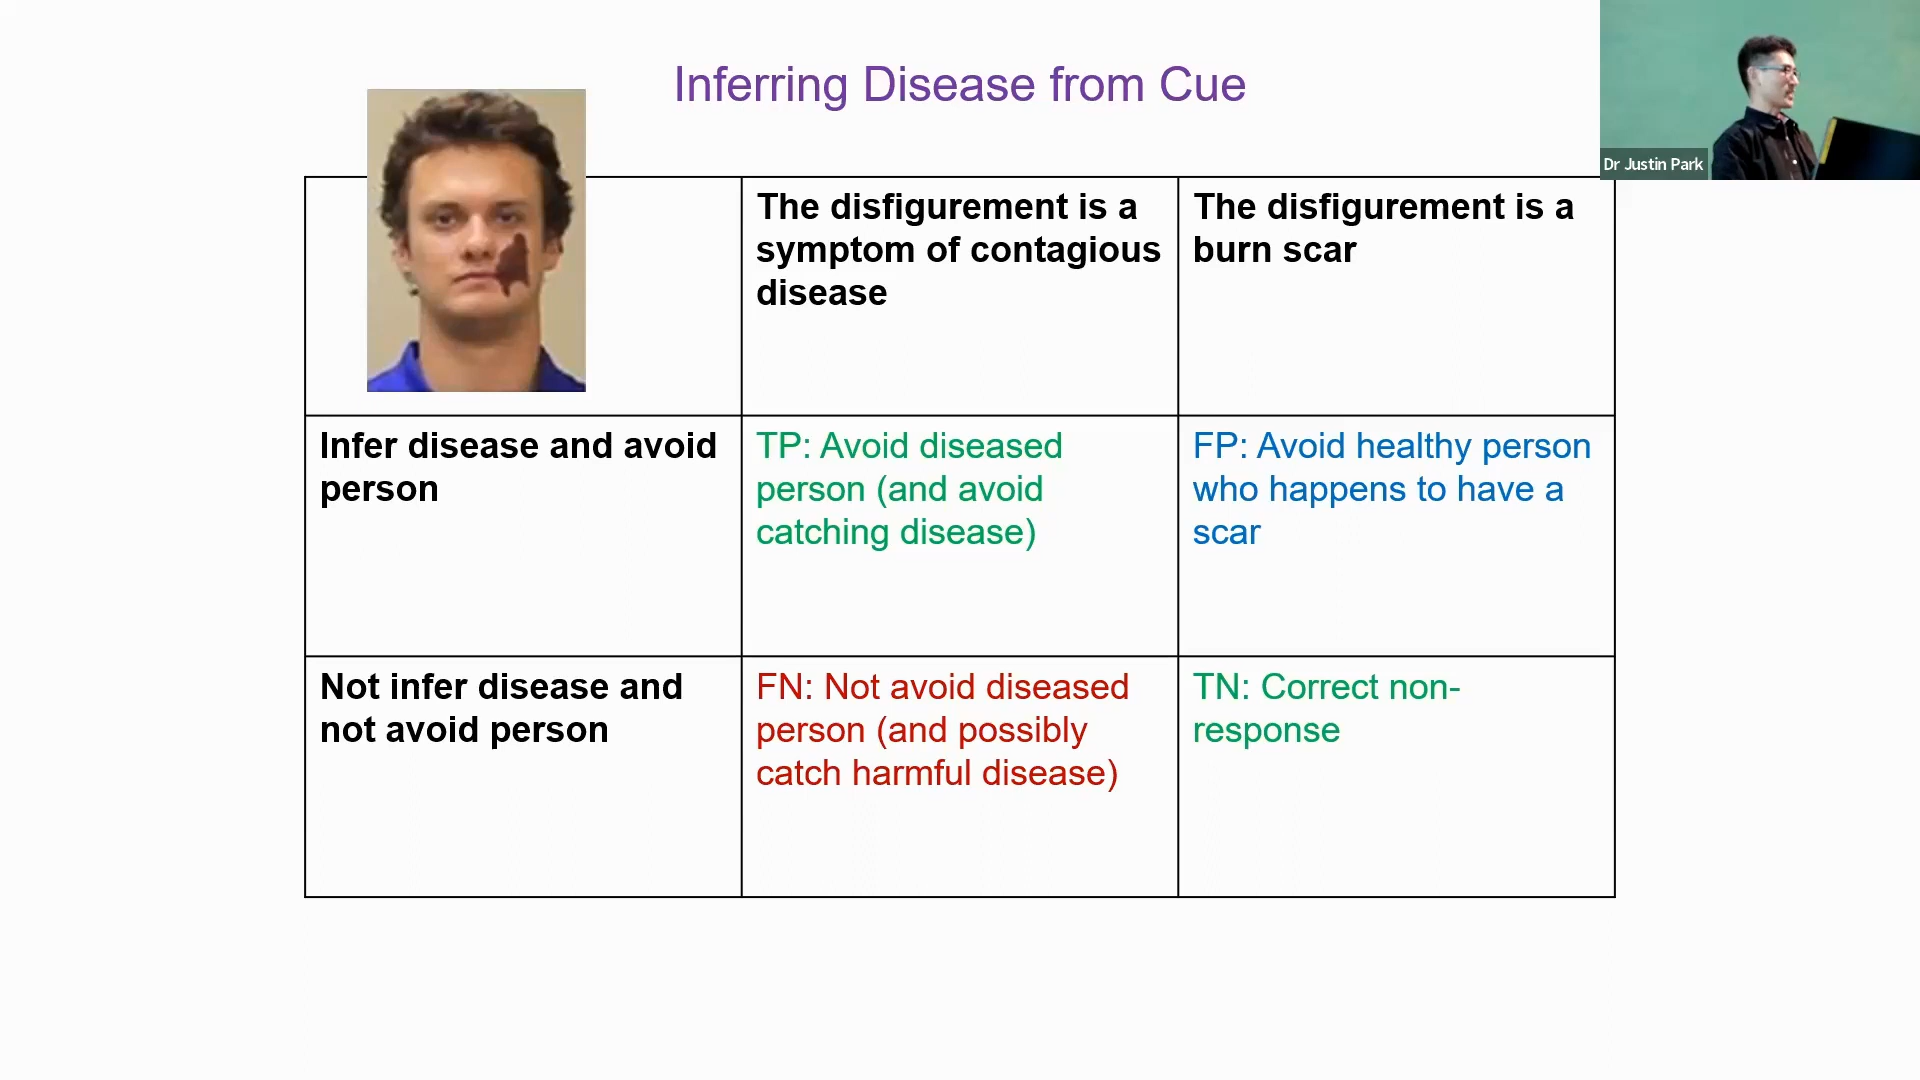 Inferring Disease from Cue
Dr Justin Park
The disfigurement is a
symptom of contagious
disease
The disfigurement is a
burn scar
Infer disease and avoid
person
TP: Avoid diseased
person (and avoid
catching disease)
FP: Avoid healthy person
who happens to have a
scar
Not infer disease and
not avoid person
FN: Not avoid diseased
person (and possibly
catch harmful disease)
TN: Correct non-
response